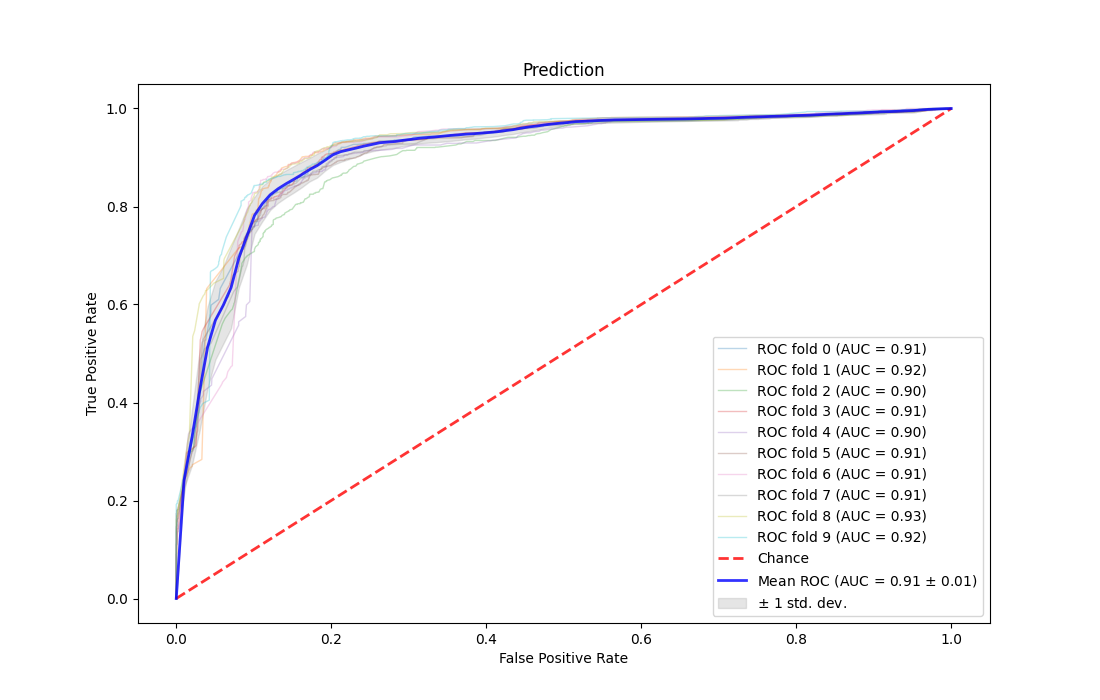 Prediction
True Positive Rate
1.0
0.8
0.6
0.4
0.2
0.0
0.0 0.2 0.4 0.6 0.8 1.0
False Positive Rate
ROC fold 0 (AUC = 0.91)
ROC fold 1 (AUC = 0.92)
ROC fold 2 (AUC = 0.90)
ROC fold 3 (AUC = 0.91)
ROC fold 4 (AUC = 0.90)
ROC fold 5 (AUC = 0.91)
ROC fold 6 (AUC = 0.91)
ROC fold 7 (AUC = 0.91)
ROC fold 8 (AUC = 0.93)
ROC fold 9 (AUC = 0.92)
Chance
Mean ROC (AUC = 0.91 ± 0.01)
± 1 std. dev.